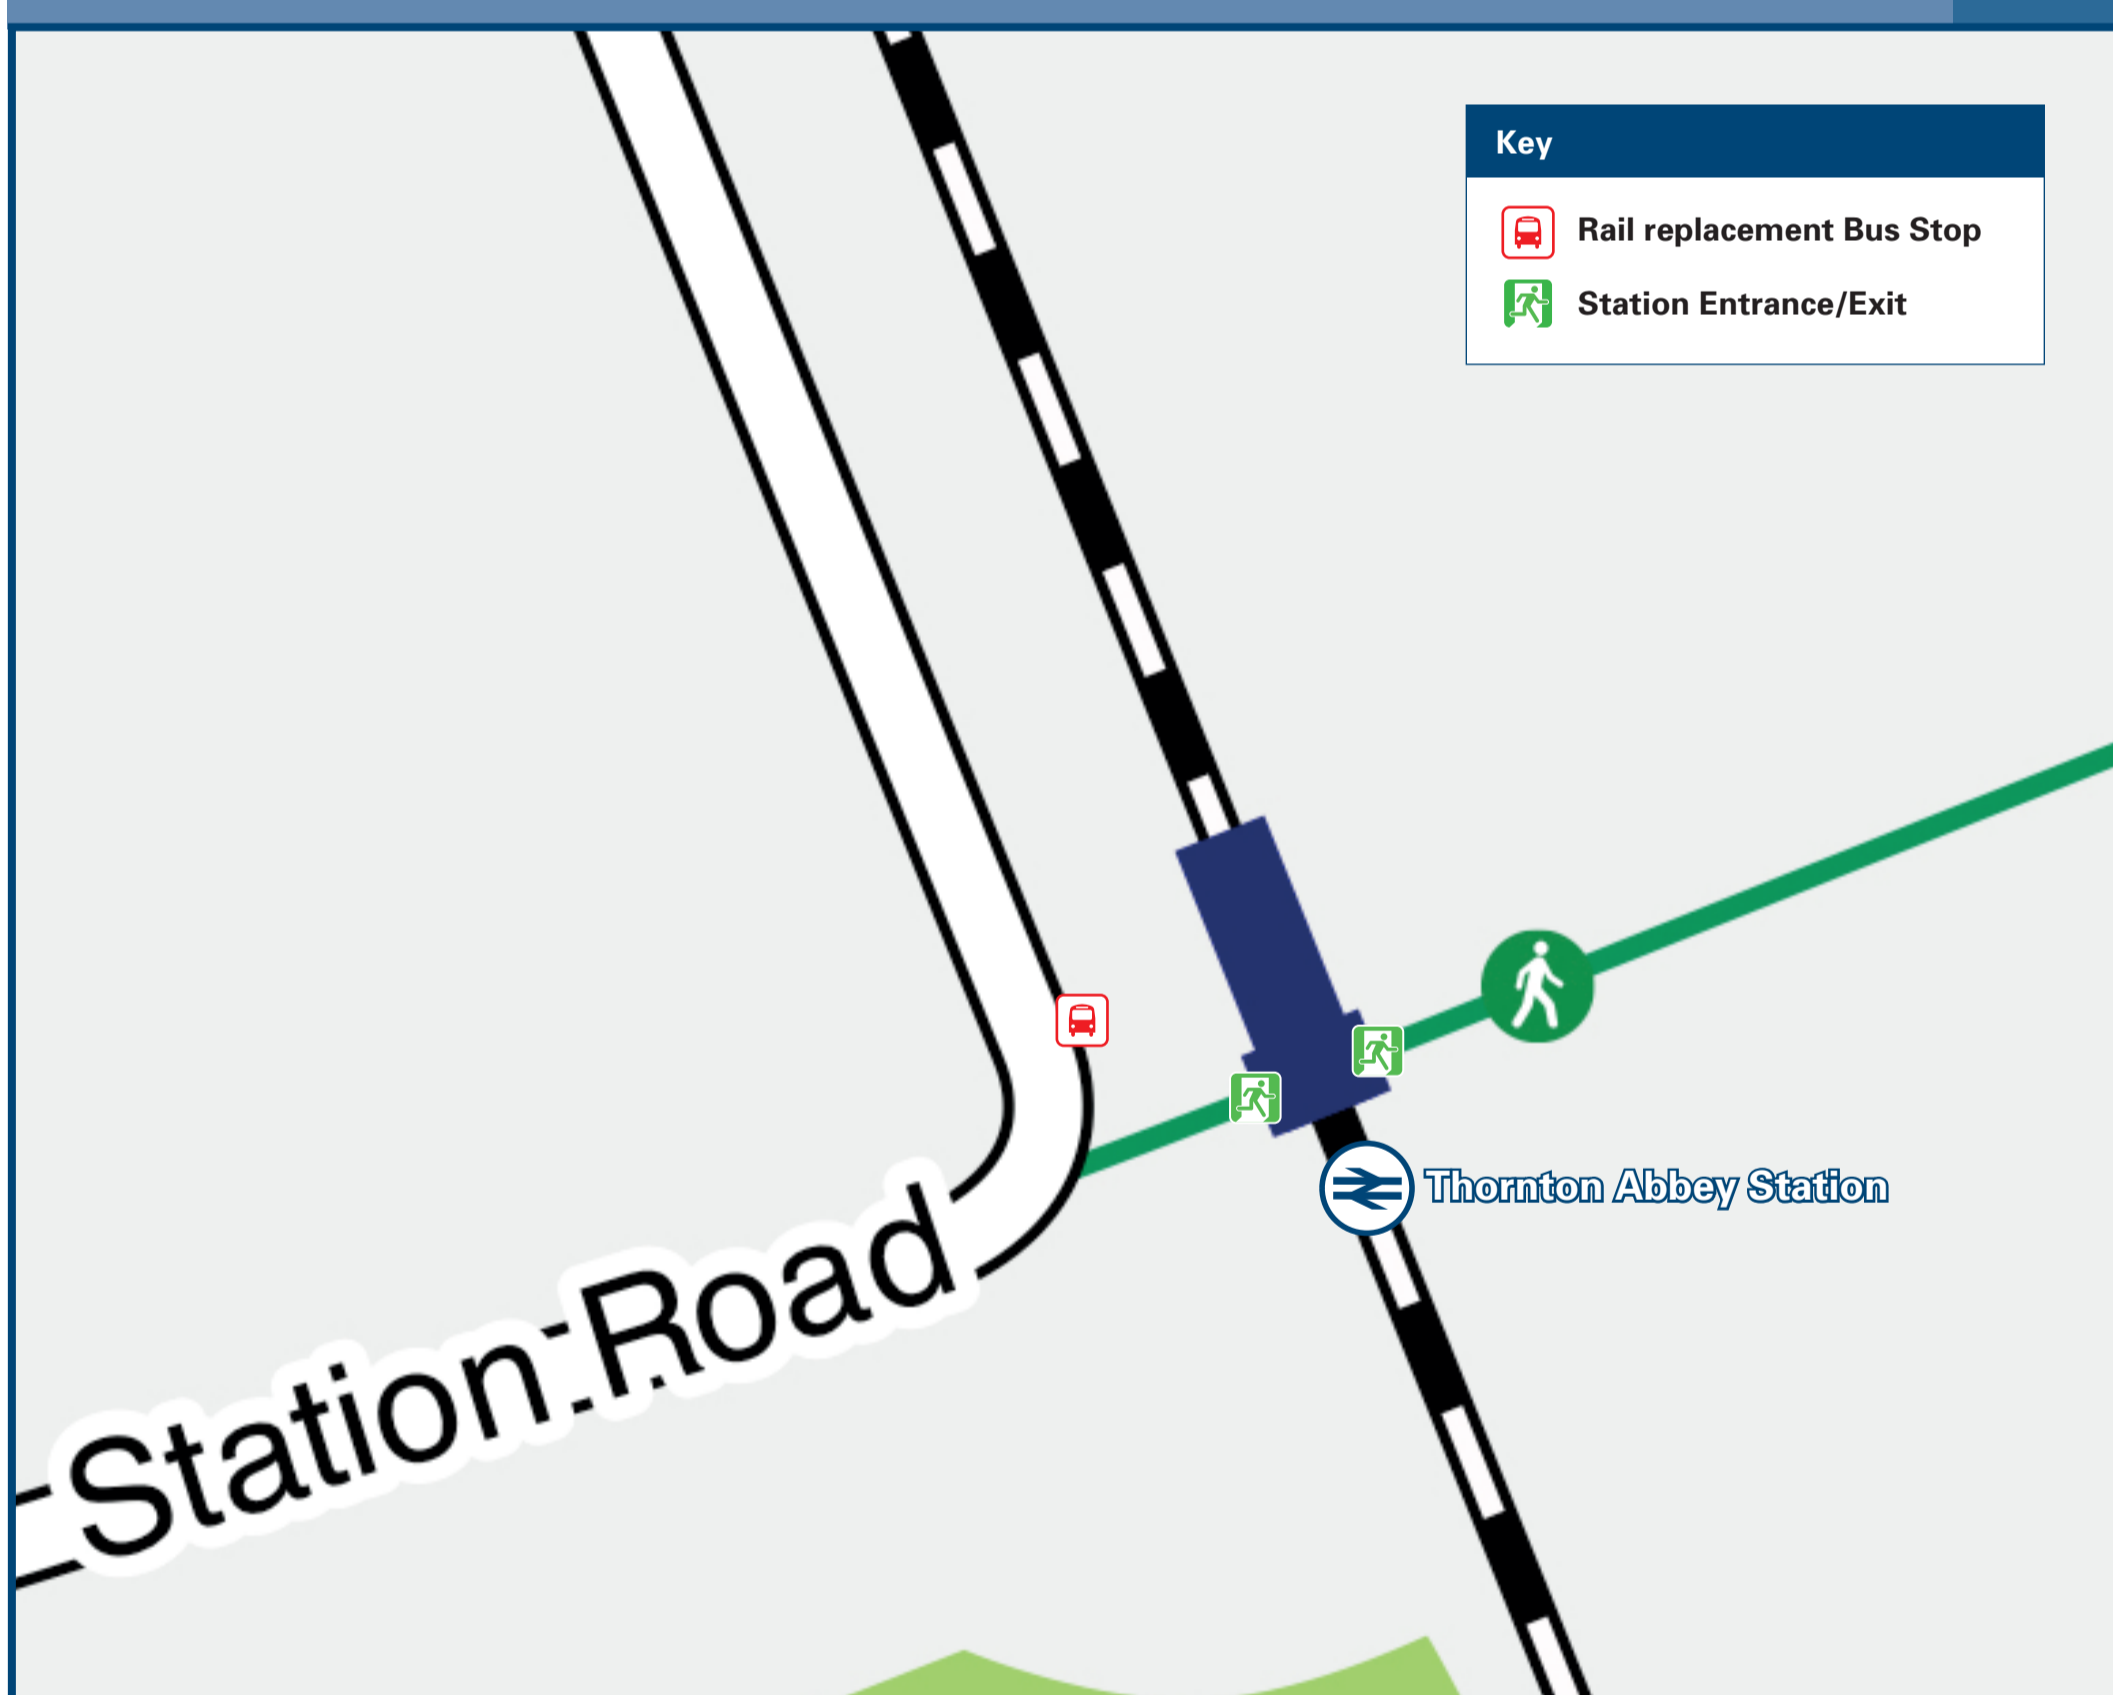 Key
Rail replacement Bus Stop
Station Entrance/Exit
Thornton Abbey Station
Station Road